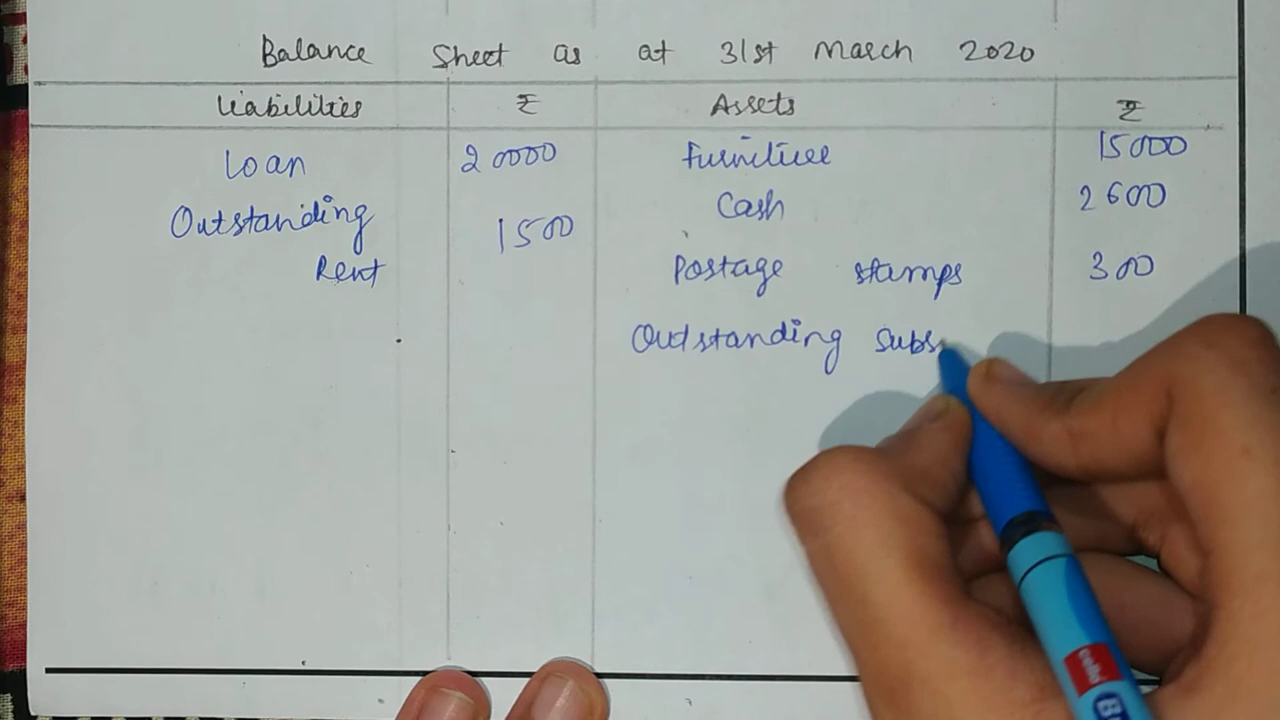 Balance Sheet as at 31st March 2020
Liabilities ₹ Assets ₹
Loan 20000 Furniture 15000
Outstanding 1500 Cash 2600
Rent Postage stamps 300
Outstanding Subs
cello